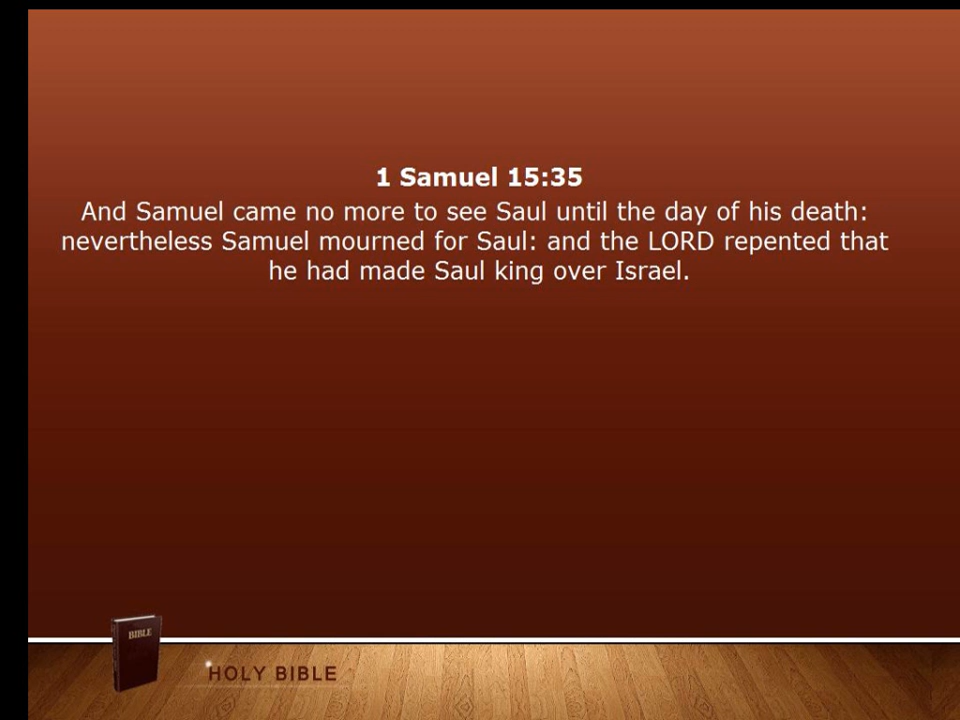 1 Samuel 15:35
And Samuel came no more to see Saul until the day of his death:
nevertheless Samuel mourned for Saul: and the LORD repented that
he had made Saul king over Israel.
BIBLE
HOLY BIBLE